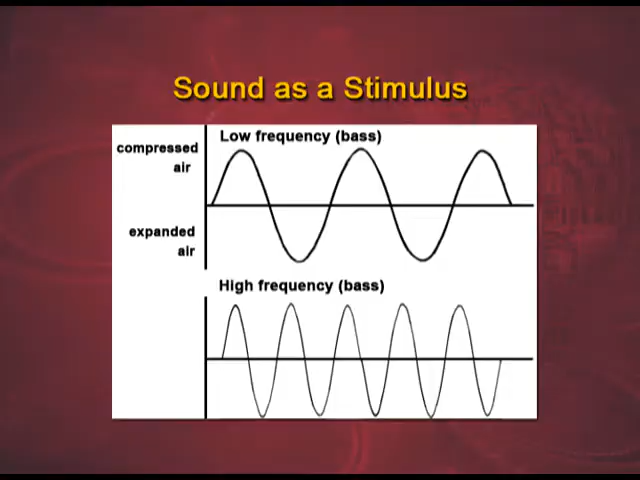 Sound as a Stimulus
Low frequency (bass)
compressed
air
expanded
air
High frequency (bass)